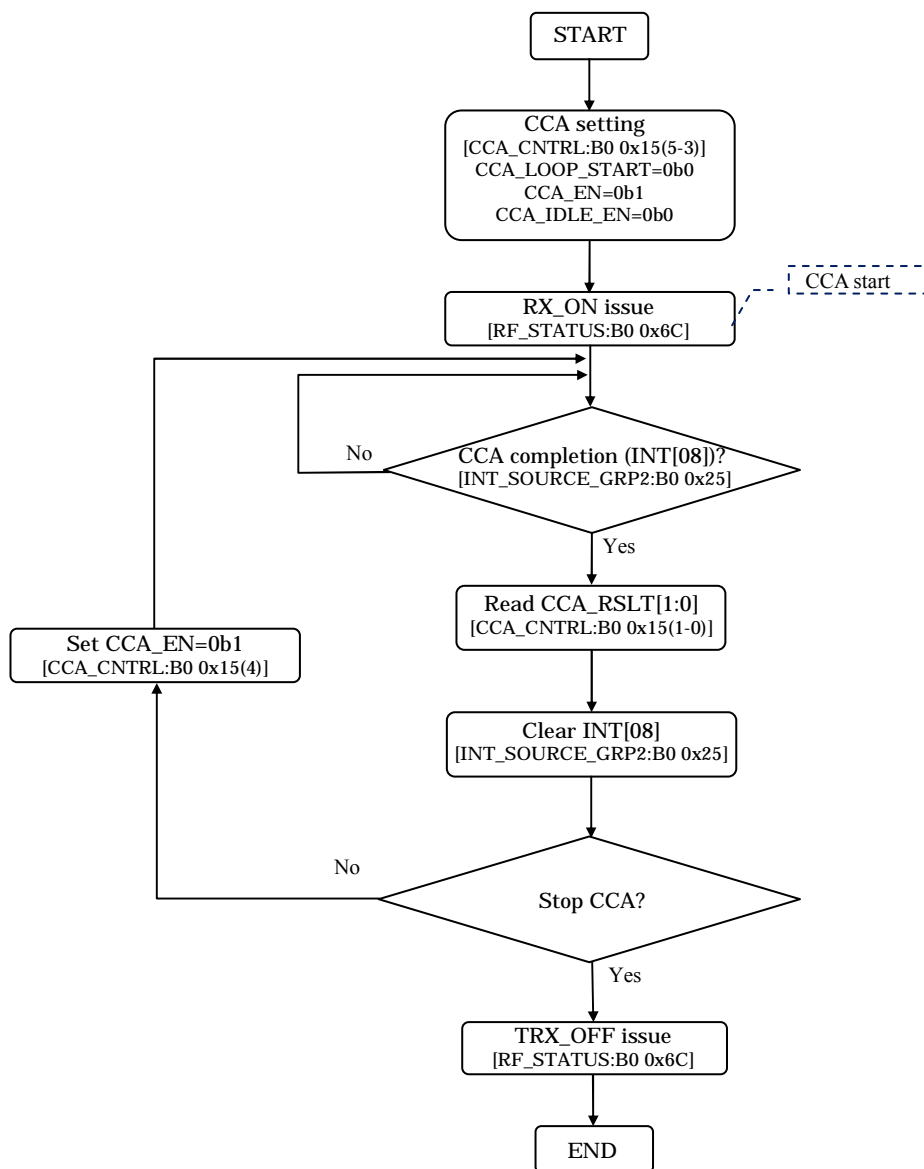 START
CCA setting
[CCA_CNTRL:B0 0x15(5-3)]
CCA_LOOP_START=0b0
CCA_EN=0b1
CCA_IDLE_EN=0b0
CCA start
RX_ON issue
[RF_STATUS:B0 0x6C]
No
CCA completion (INT[08])?
[INT_SOURCE_GRP2:B0 0x25]
Yes
Read CCA_RSLT[1:0]
[CCA_CNTRL:B0 0x15(1-0)]
Set CCA_EN=0b1
[CCA_CNTRL:B0 0x15(4)]
Clear INT[08]
[INT_SOURCE_GRP2:B0 0x25]
No
Stop CCA?
Yes
TRX_OFF issue
[RF_STATUS:B0 0x6C]
END